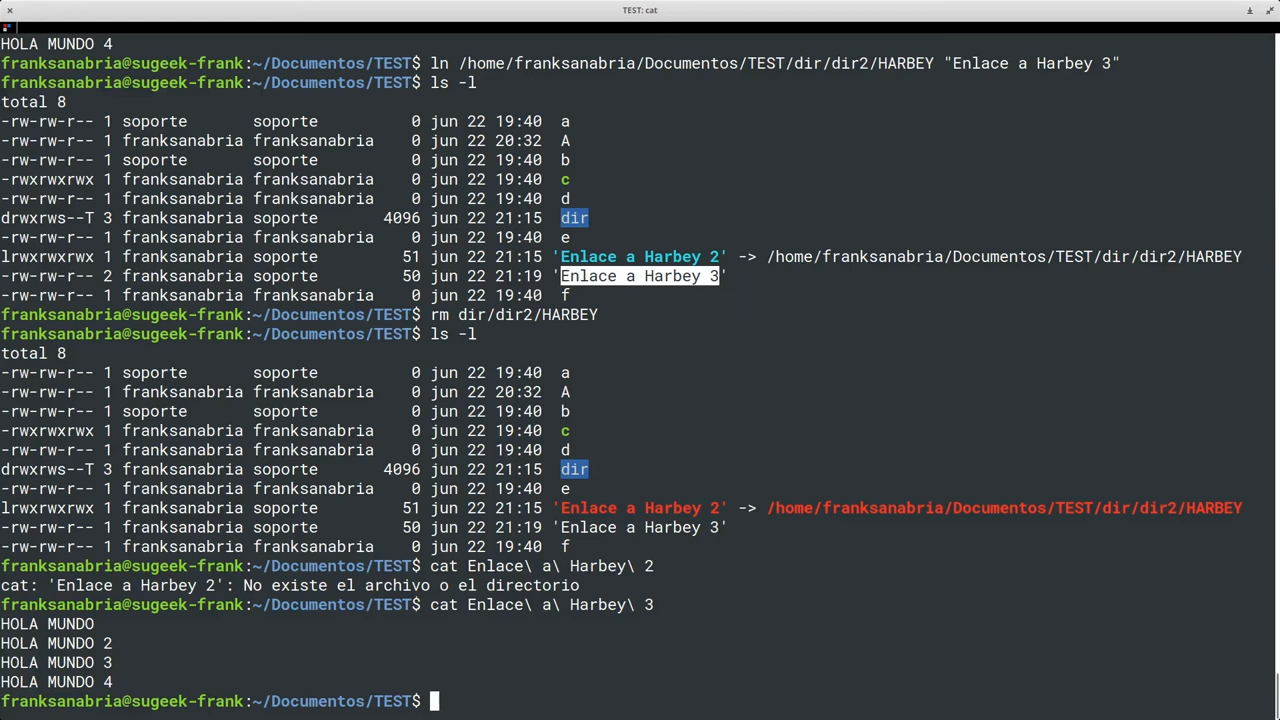 TEST: cat
HOLA MUNDO 4
franksanabria@sugeek-frank:~/Documentos/TEST$ ln /home/franksanabria/Documentos/TEST/dir/dir2/HARBEY "Enlace a Harbey 3"
franksanabria@sugeek-frank:~/Documentos/TEST$ ls -l
total 8
-rw-rw-r-- 1 soporte       soporte          0 jun 22 19:40  a
-rw-rw-r-- 1 franksanabria franksanabria    0 jun 22 20:32  A
-rw-rw-r-- 1 soporte       soporte          0 jun 22 19:40  b
-rwxrwxrwx 1 franksanabria franksanabria    0 jun 22 19:40  c
-rw-rw-r-- 1 franksanabria franksanabria    0 jun 22 19:40  d
drwxrws--T 3 franksanabria soporte       4096 jun 22 21:15  dir
-rw-rw-r-- 1 franksanabria franksanabria    0 jun 22 19:40  e
lrwxrwxrwx 1 franksanabria soporte         51 jun 22 21:15 'Enlace a Harbey 2' -> /home/franksanabria/Documentos/TEST/dir/dir2/HARBEY
-rw-rw-r-- 2 franksanabria soporte         50 jun 22 21:19 'Enlace a Harbey 3'
-rw-rw-r-- 1 franksanabria franksanabria    0 jun 22 19:40  f
franksanabria@sugeek-frank:~/Documentos/TEST$ rm dir/dir2/HARBEY
franksanabria@sugeek-frank:~/Documentos/TEST$ ls -l
total 8
-rw-rw-r-- 1 soporte       soporte          0 jun 22 19:40  a
-rw-rw-r-- 1 franksanabria franksanabria    0 jun 22 20:32  A
-rw-rw-r-- 1 soporte       soporte          0 jun 22 19:40  b
-rwxrwxrwx 1 franksanabria franksanabria    0 jun 22 19:40  c
-rw-rw-r-- 1 franksanabria franksanabria    0 jun 22 19:40  d
drwxrws--T 3 franksanabria soporte       4096 jun 22 21:15  dir
-rw-rw-r-- 1 franksanabria franksanabria    0 jun 22 19:40  e
lrwxrwxrwx 1 franksanabria soporte         51 jun 22 21:15 'Enlace a Harbey 2' -> /home/franksanabria/Documentos/TEST/dir/dir2/HARBEY
-rw-rw-r-- 1 franksanabria soporte         50 jun 22 21:19 'Enlace a Harbey 3'
-rw-rw-r-- 1 franksanabria franksanabria    0 jun 22 19:40  f
franksanabria@sugeek-frank:~/Documentos/TEST$ cat Enlace\ a\ Harbey\ 2
cat: 'Enlace a Harbey 2': No existe el archivo o el directorio
franksanabria@sugeek-frank:~/Documentos/TEST$ cat Enlace\ a\ Harbey\ 3
HOLA MUNDO
HOLA MUNDO 2
HOLA MUNDO 3
HOLA MUNDO 4
franksanabria@sugeek-frank:~/Documentos/TEST$